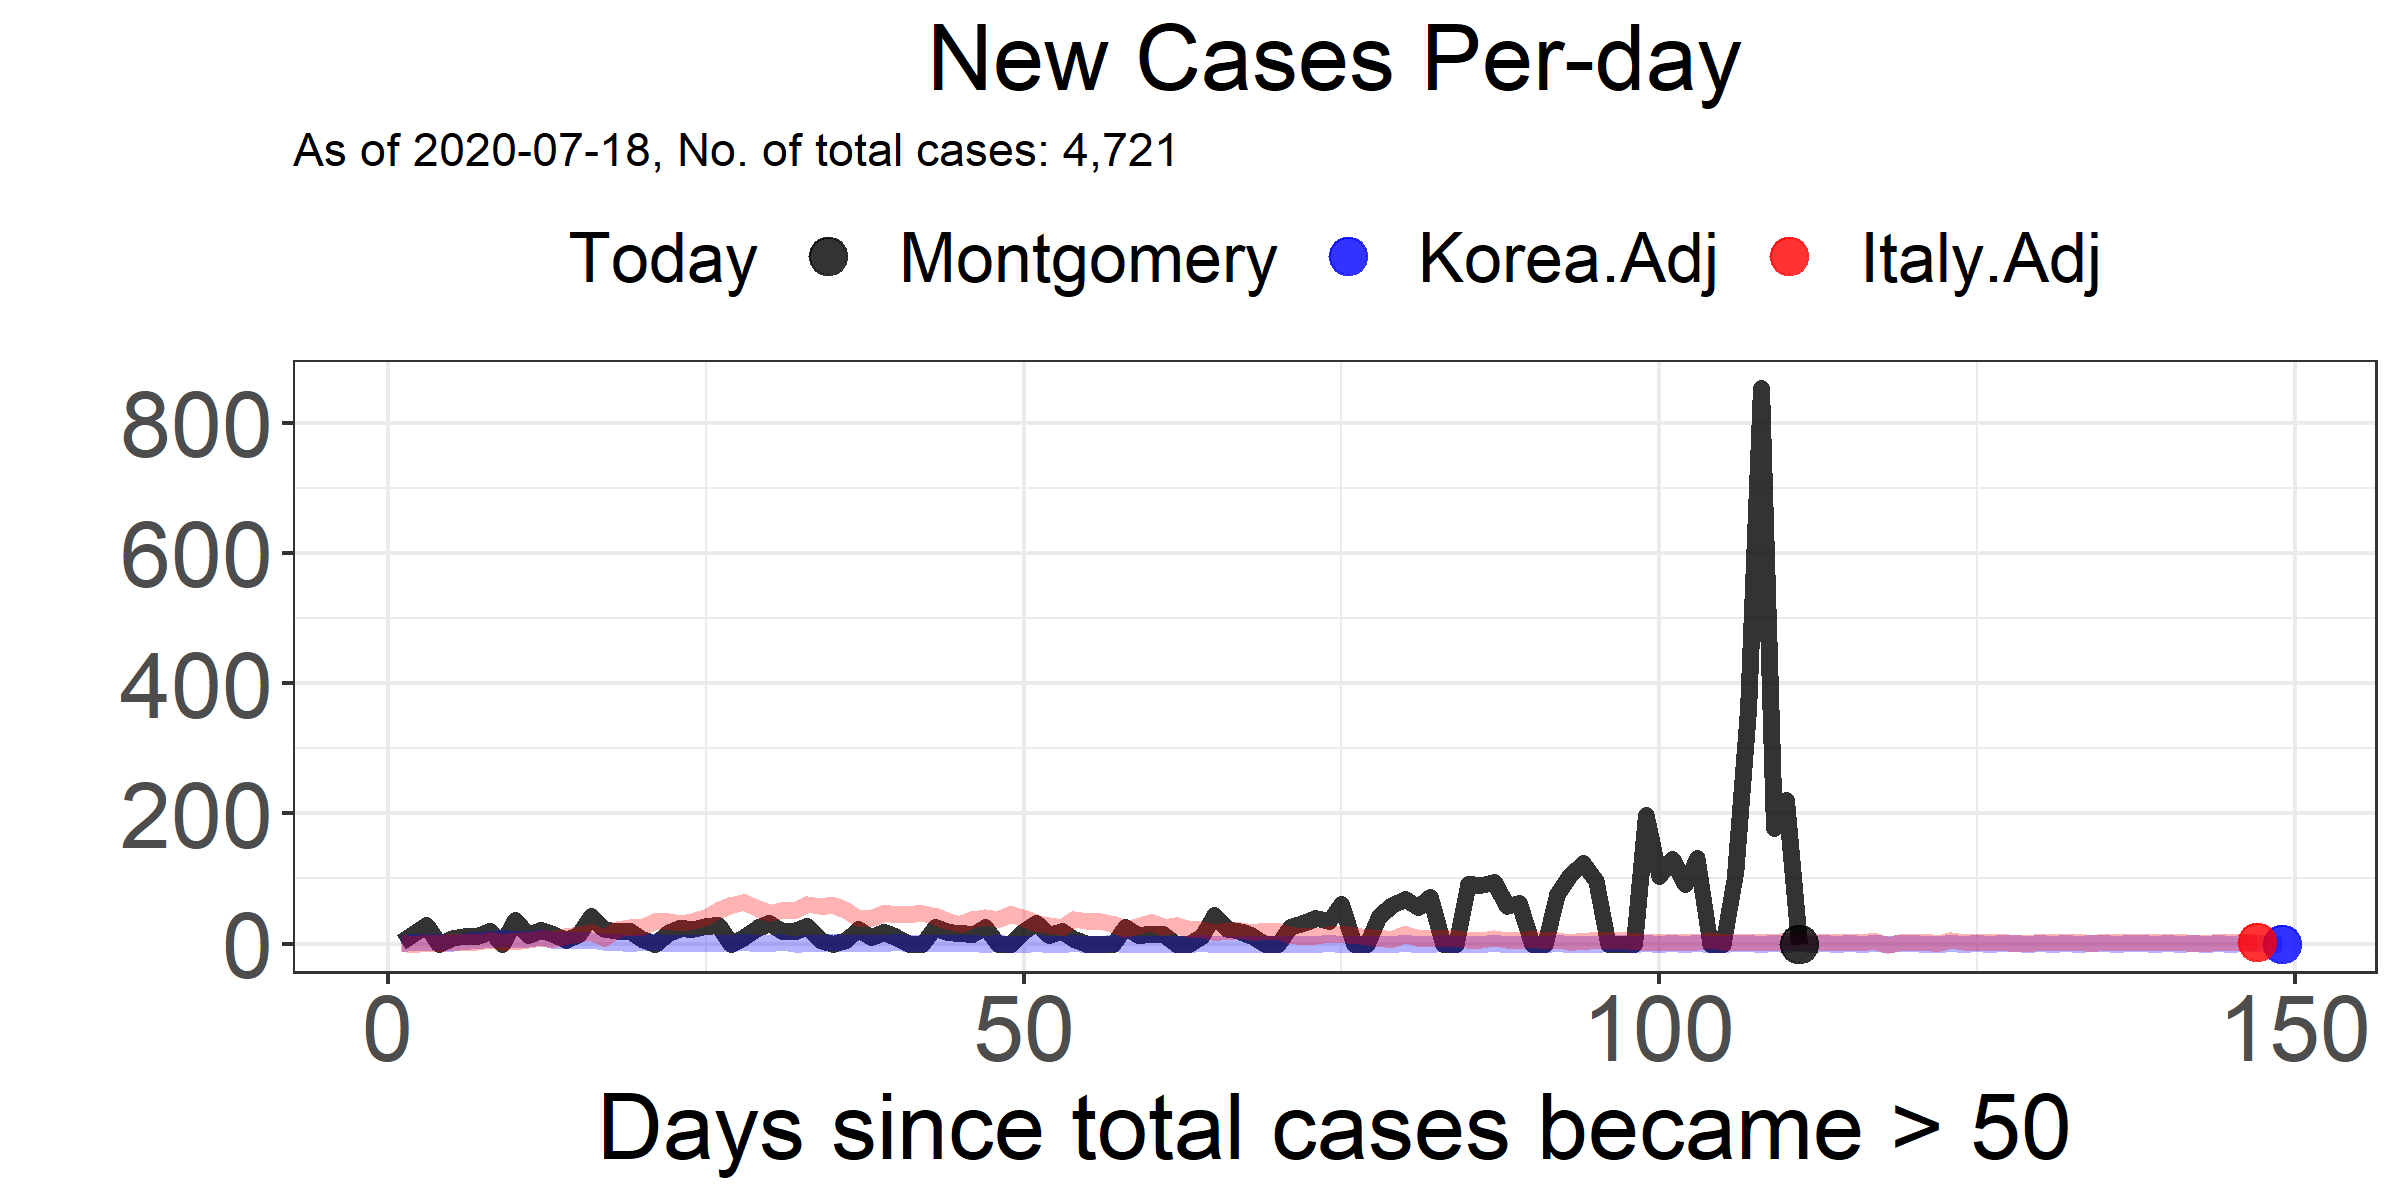 New Cases Per-day
As of 2020-07-18, No. of total cases: 4,721
Today Montgomery Korea.Adj Italy.Adj
800
600
400
200
0
0 50 100 150
Days since total cases became > 50